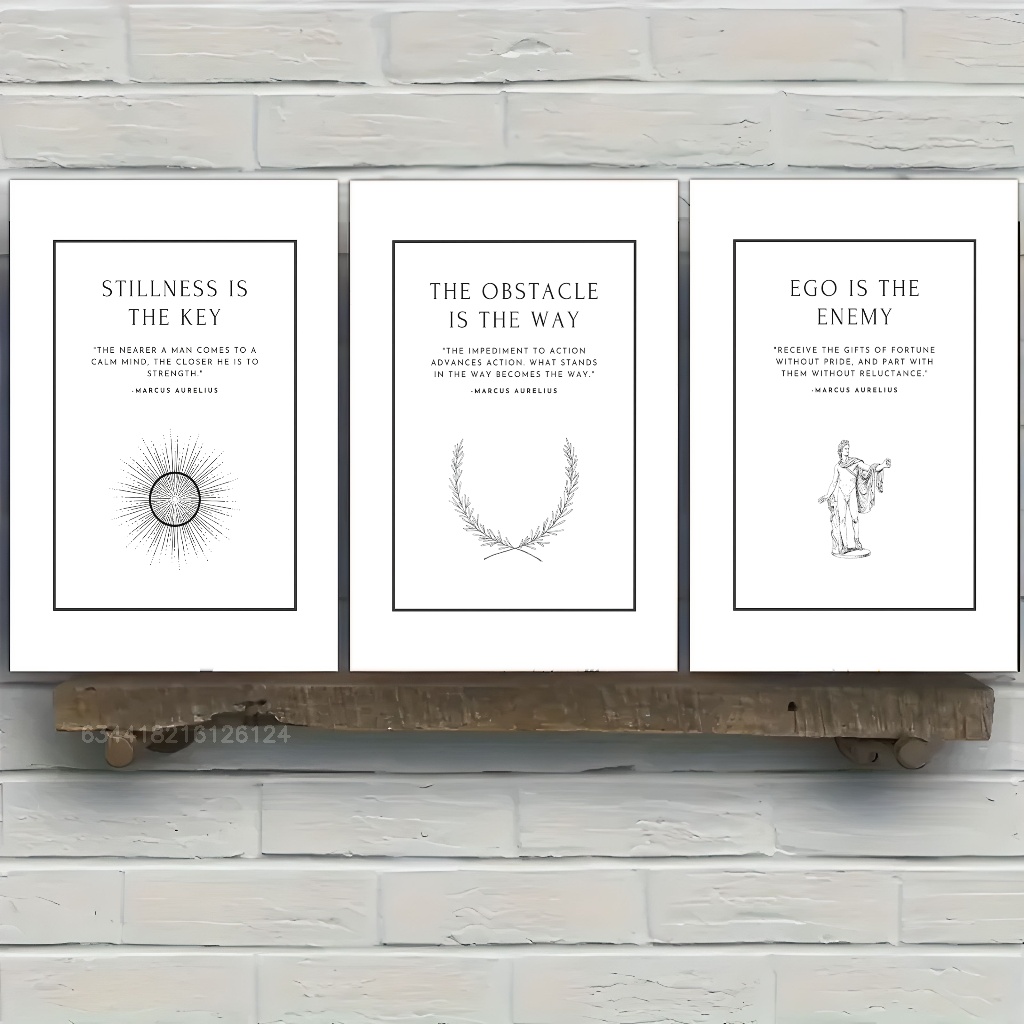 STILLNESS IS
THE KEY
"THE NEARER A MAN COMES TO A
CALM MIND, THE CLOSER HE IS TO
STRENGTH."
-MARCUS AURELIUS
THE OBSTACLE
IS THE WAY
"THE IMPEDIMENT TO ACTION
ADVANCES ACTION. WHAT STANDS
IN THE WAY BECOMES THE WAY."
-MARCUS AURELIUS
EGO IS THE
ENEMY
"RECEIVE THE GIFTS OF FORTUNE
WITHOUT PRIDE, AND PART WITH
THEM WITHOUT RELUCTANCE."
-MARCUS AURELIUS
634418216126124